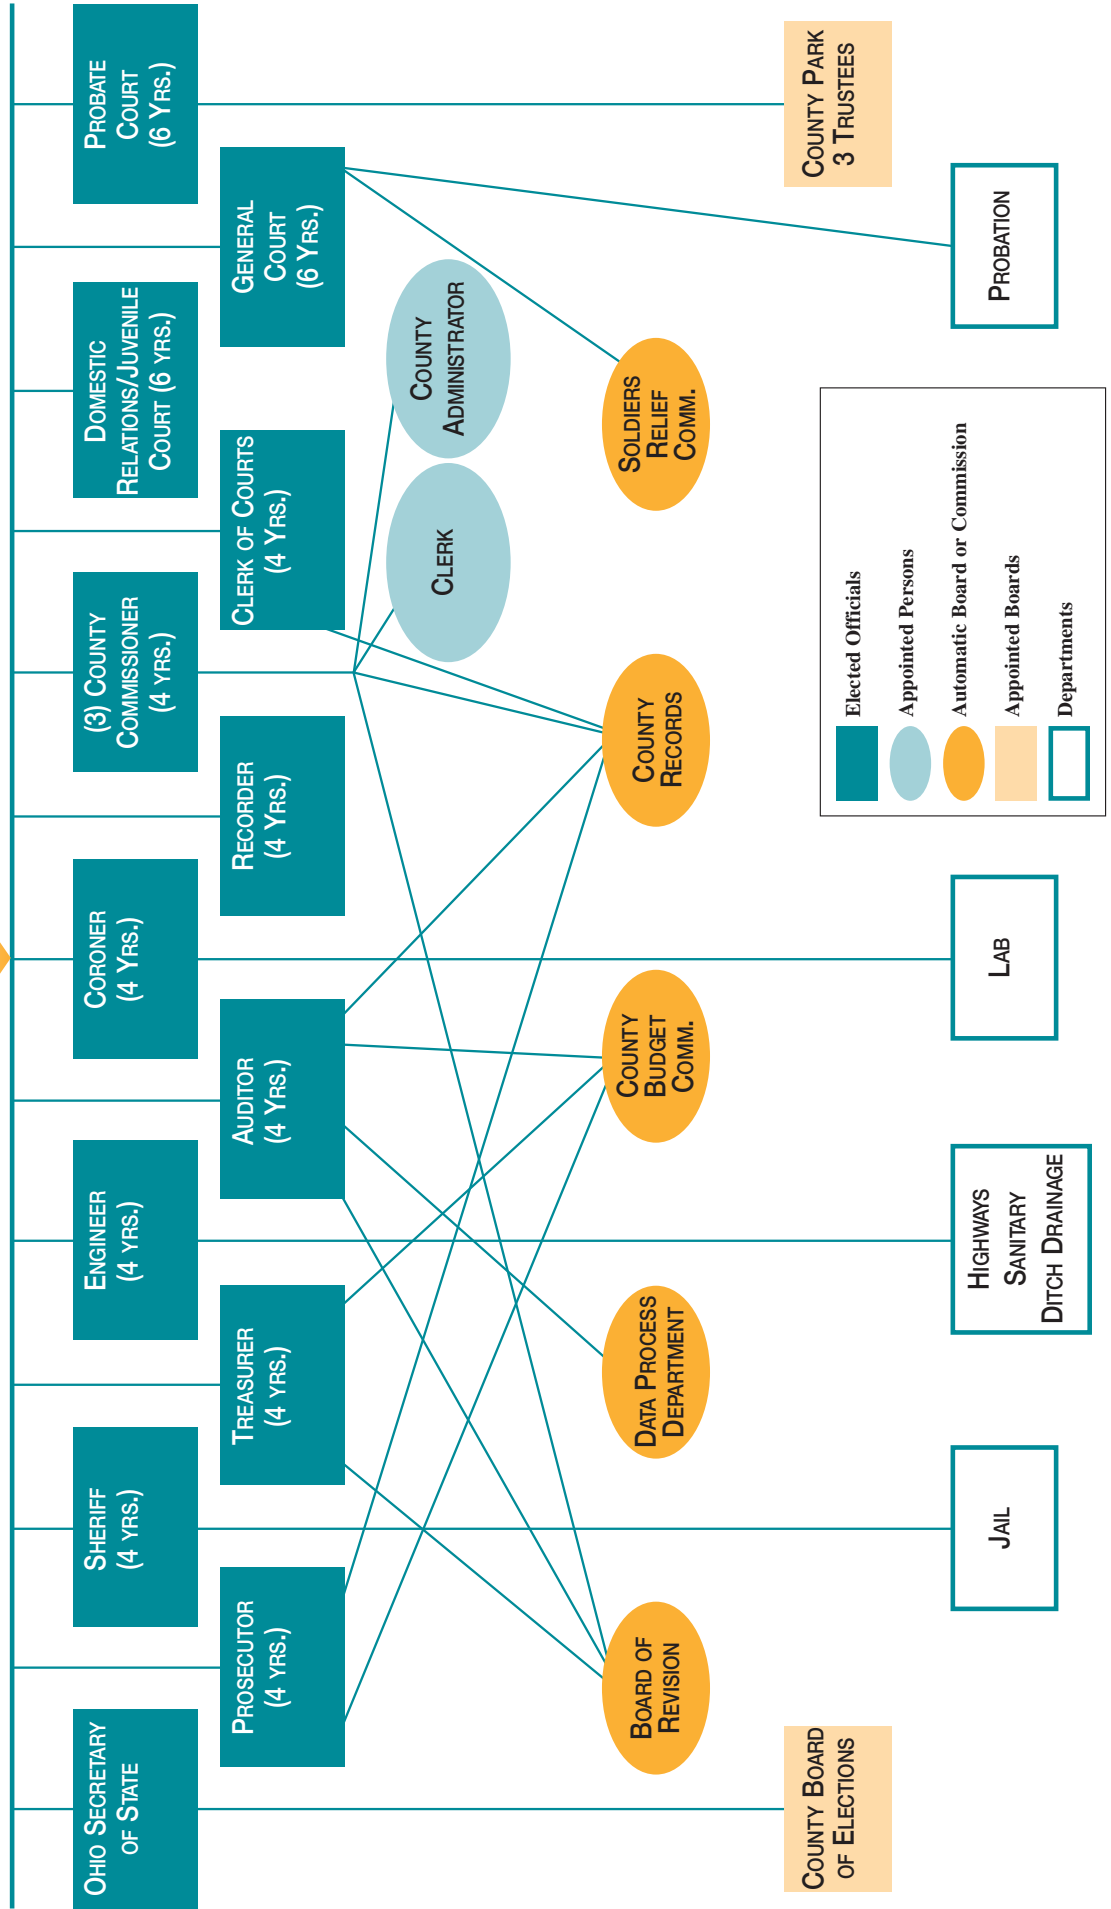 OHIO SECRETARY
OF STATE
SHERIFF
(4 YRS.)
ENGINEER
(4 YRS.)
CORONER
(4 YRS.)
(3) COUNTY
COMMISSIONER
(4 YRS.)
DOMESTIC
RELATIONS/JUVENILE
COURT (6 YRS.)
PROBATE
COURT
(6 YRS.)
PROSECUTOR
(4 YRS.)
TREASURER
(4 YRS.)
AUDITOR
(4 YRS.)
RECORDER
(4 YRS.)
CLERK OF COURTS
(4 YRS.)
GENERAL
COURT
(6 YRS.)
CLERK
COUNTY
ADMINISTRATOR
BOARD OF
REVISION
DATA PROCESS
DEPARTMENT
COUNTY
BUDGET
COMM.
COUNTY
RECORDS
SOLDIERS
RELIEF
COMM.
COUNTY BOARD
OF ELECTIONS
COUNTY PARK
3 TRUSTEES
JAIL
HIGHWAYS
SANITARY
DITCH DRAINAGE
LAB
PROBATION
Elected Officials
Appointed Persons
Automatic Board or Commission
Appointed Boards
Departments